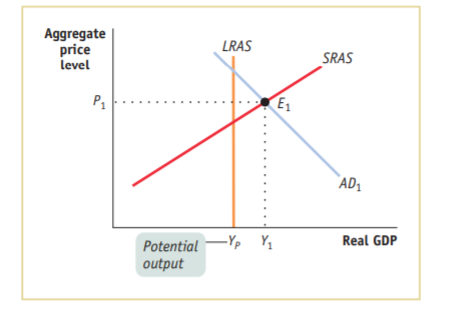 Aggregate
price
level
LRAS
SRAS
P1
E1
AD1
Potential
output
YP
Y1
Real GDP